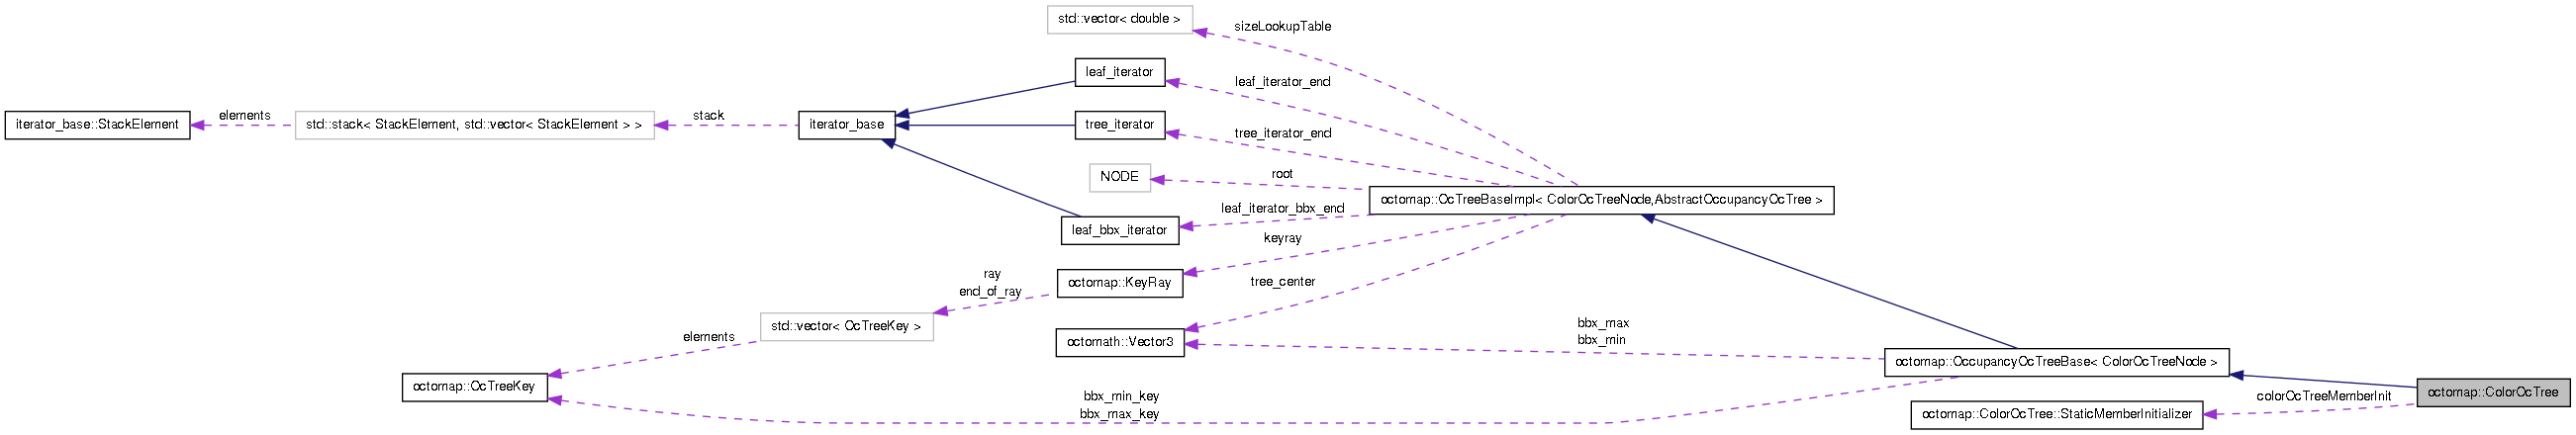 std::vector< double >
sizeLookupTable
leaf_iterator
leaf_iterator_end
iterator_base::StackElement
elements
std::stack< StackElement, std::vector< StackElement > >
stack
iterator_base
tree_iterator
tree_iterator_end
NODE
root
octomap::OcTreeBaseImpl< ColorOcTreeNode,AbstractOccupancyOcTree >
leaf_iterator_bbx_end
leaf_bbx_iterator
keyray
ray
end_of_ray
octomap::KeyRay
tree_center
std::vector< OcTreeKey >
elements
octomath::Vector3
bbx_max
bbx_min
octomap::OccupancyOcTreeBase< ColorOcTreeNode >
octomap::OcTreeKey
bbx_min_key
bbx_max_key
colorOcTreeMemberInit
octomap::ColorOcTree
octomap::ColorOcTree::StaticMemberInitializer